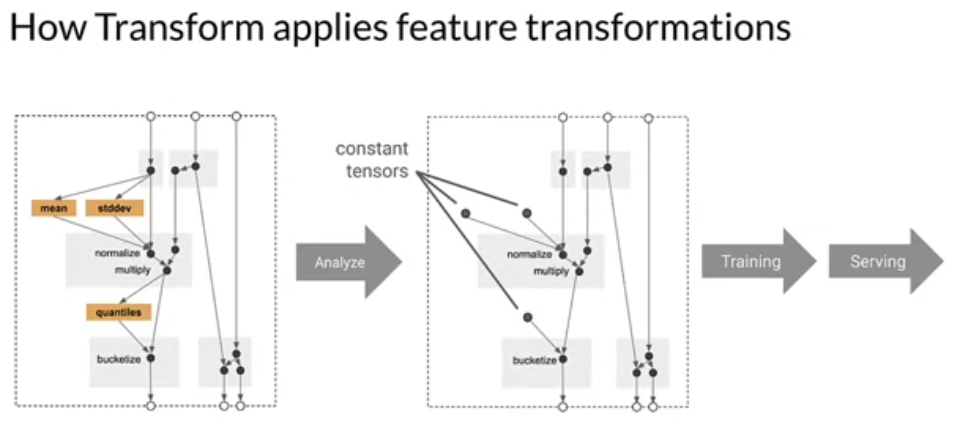 How Transform applies feature transformations
mean
stddev
normalize
multiply
quantiles
bucketize
Analyze
constant
tensors
normalize
multiply
bucketize
Training
Serving